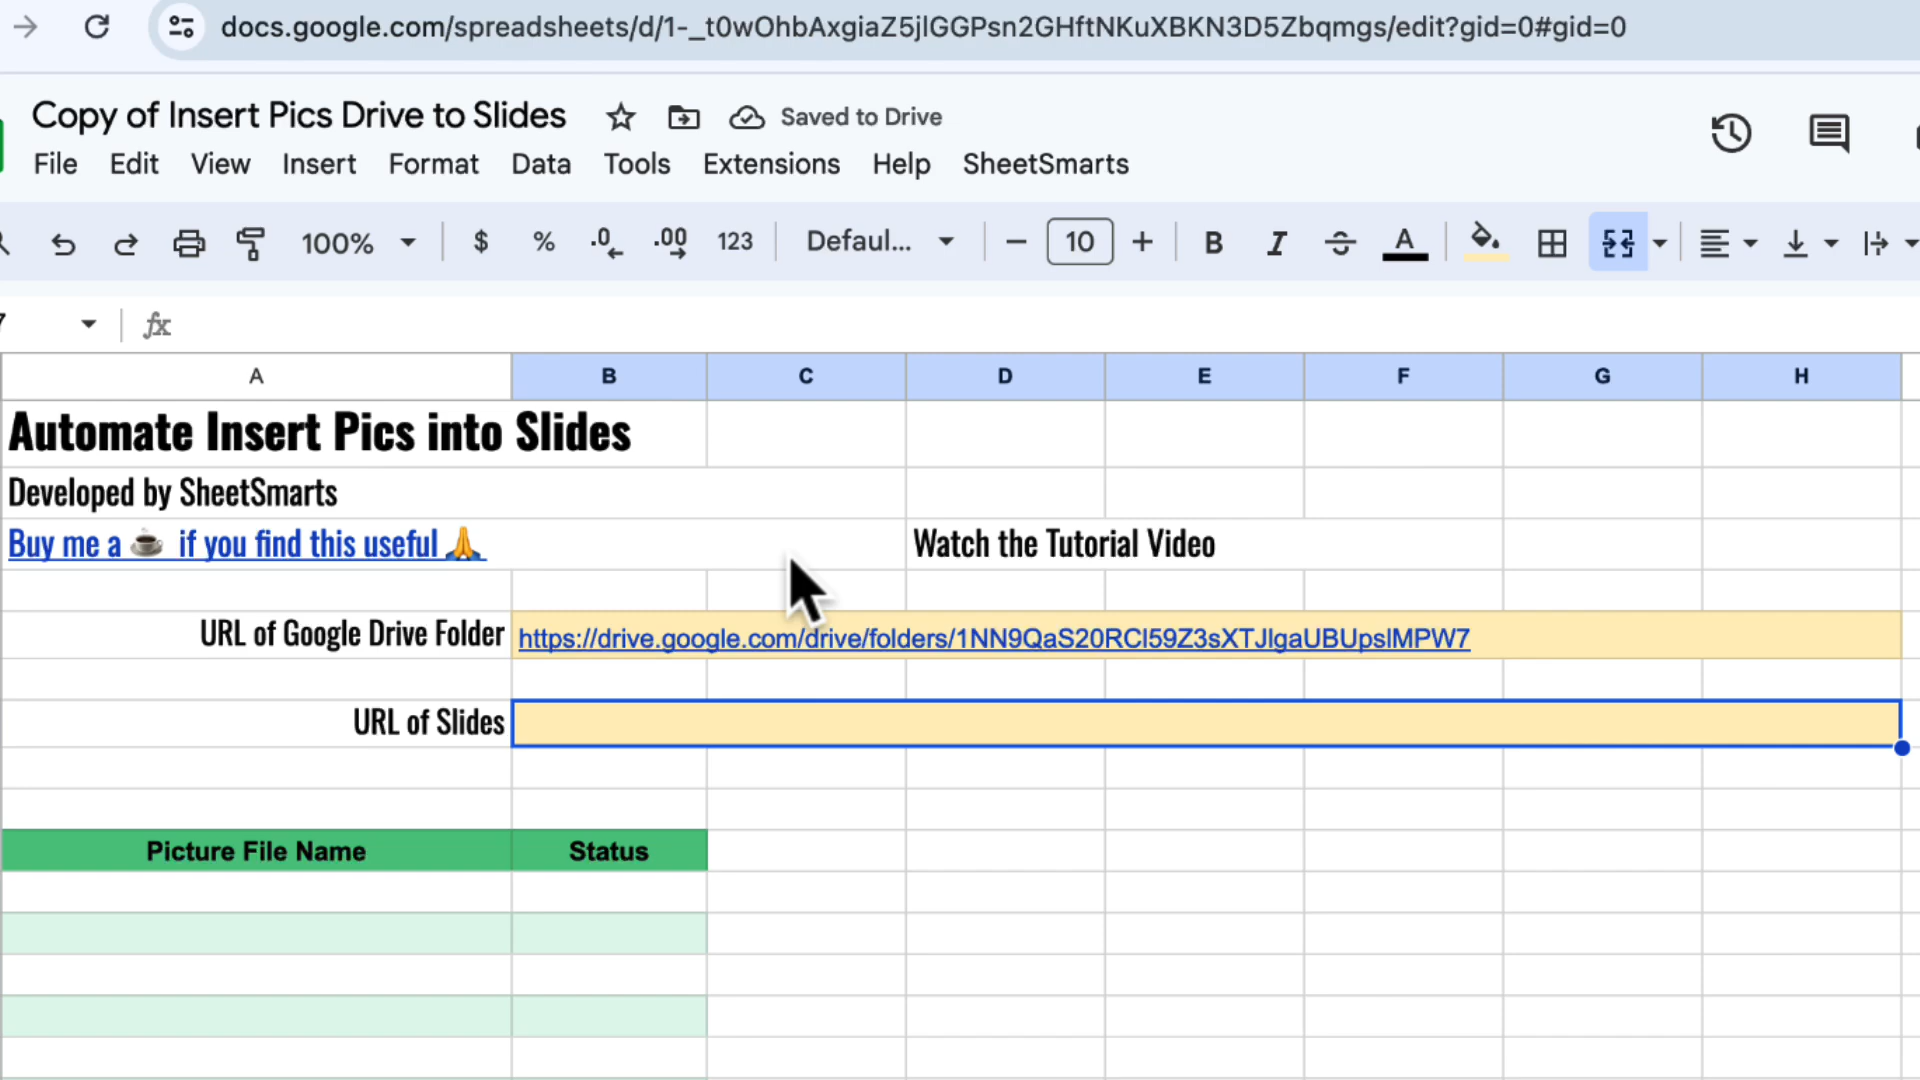 docs.google.com/spreadsheets/d/1-_t0wOhbAxgiaZ5jlGGPsn2GHftNKuXBKN3D5Zbqmgs/edit?gid=0#gid=0
Copy of Insert Pics Drive to Slides Saved to Drive
File Edit View Insert Format Data Tools Extensions Help SheetSmarts
100% $ % .0 .00 123 Defaul... − 10 + B I S A
fx
A B C D E F G H
Automate Insert Pics into Slides
Developed by SheetSmarts
Buy me a ☕ if you find this useful 🙏 Watch the Tutorial Video
URL of Google Drive Folder https://drive.google.com/drive/folders/1NN9QaS20RCl59Z3sXTJlgaUBUpslMPW7
URL of Slides
Picture File Name Status